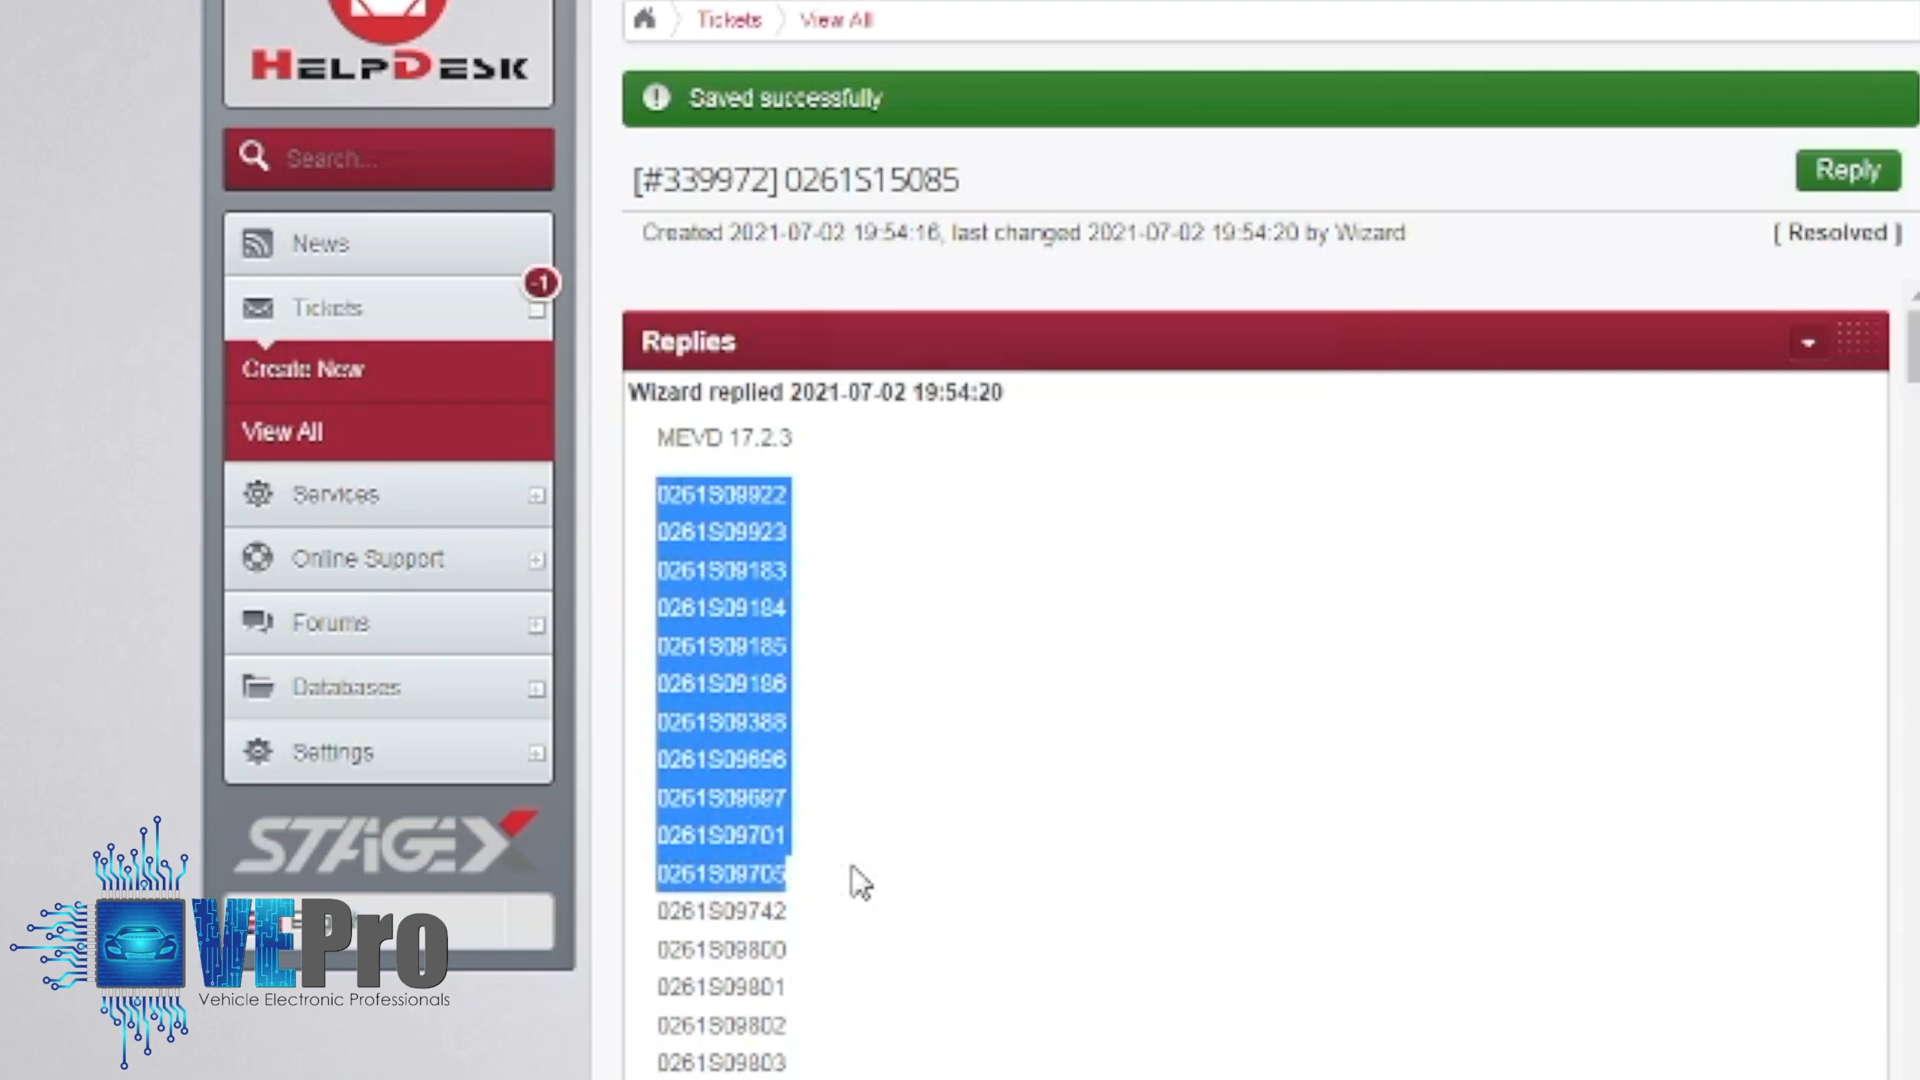 HELPDESK
Search...
News
Tickets
-1
Create New
View All
Services
Online Support
Forums
Databases
Settings
STAGEX
VEPro
Vehicle Electronic Professionals
Tickets View All
Saved successfully
[#339972] 0261S15085
Reply
Created 2021-07-02 19:54:16, last changed 2021-07-02 19:54:20 by Wizard
[ Resolved ]
Replies
Wizard replied 2021-07-02 19:54:20
MEVD 17.2.3
0261S09922
0261S09923
0261S09183
0261S09184
0261S09185
0261S09186
0261S09388
0261S09696
0261S09697
0261S09701
0261S09705
0261S09742
0261S09800
0261S09801
0261S09802
0261S09803